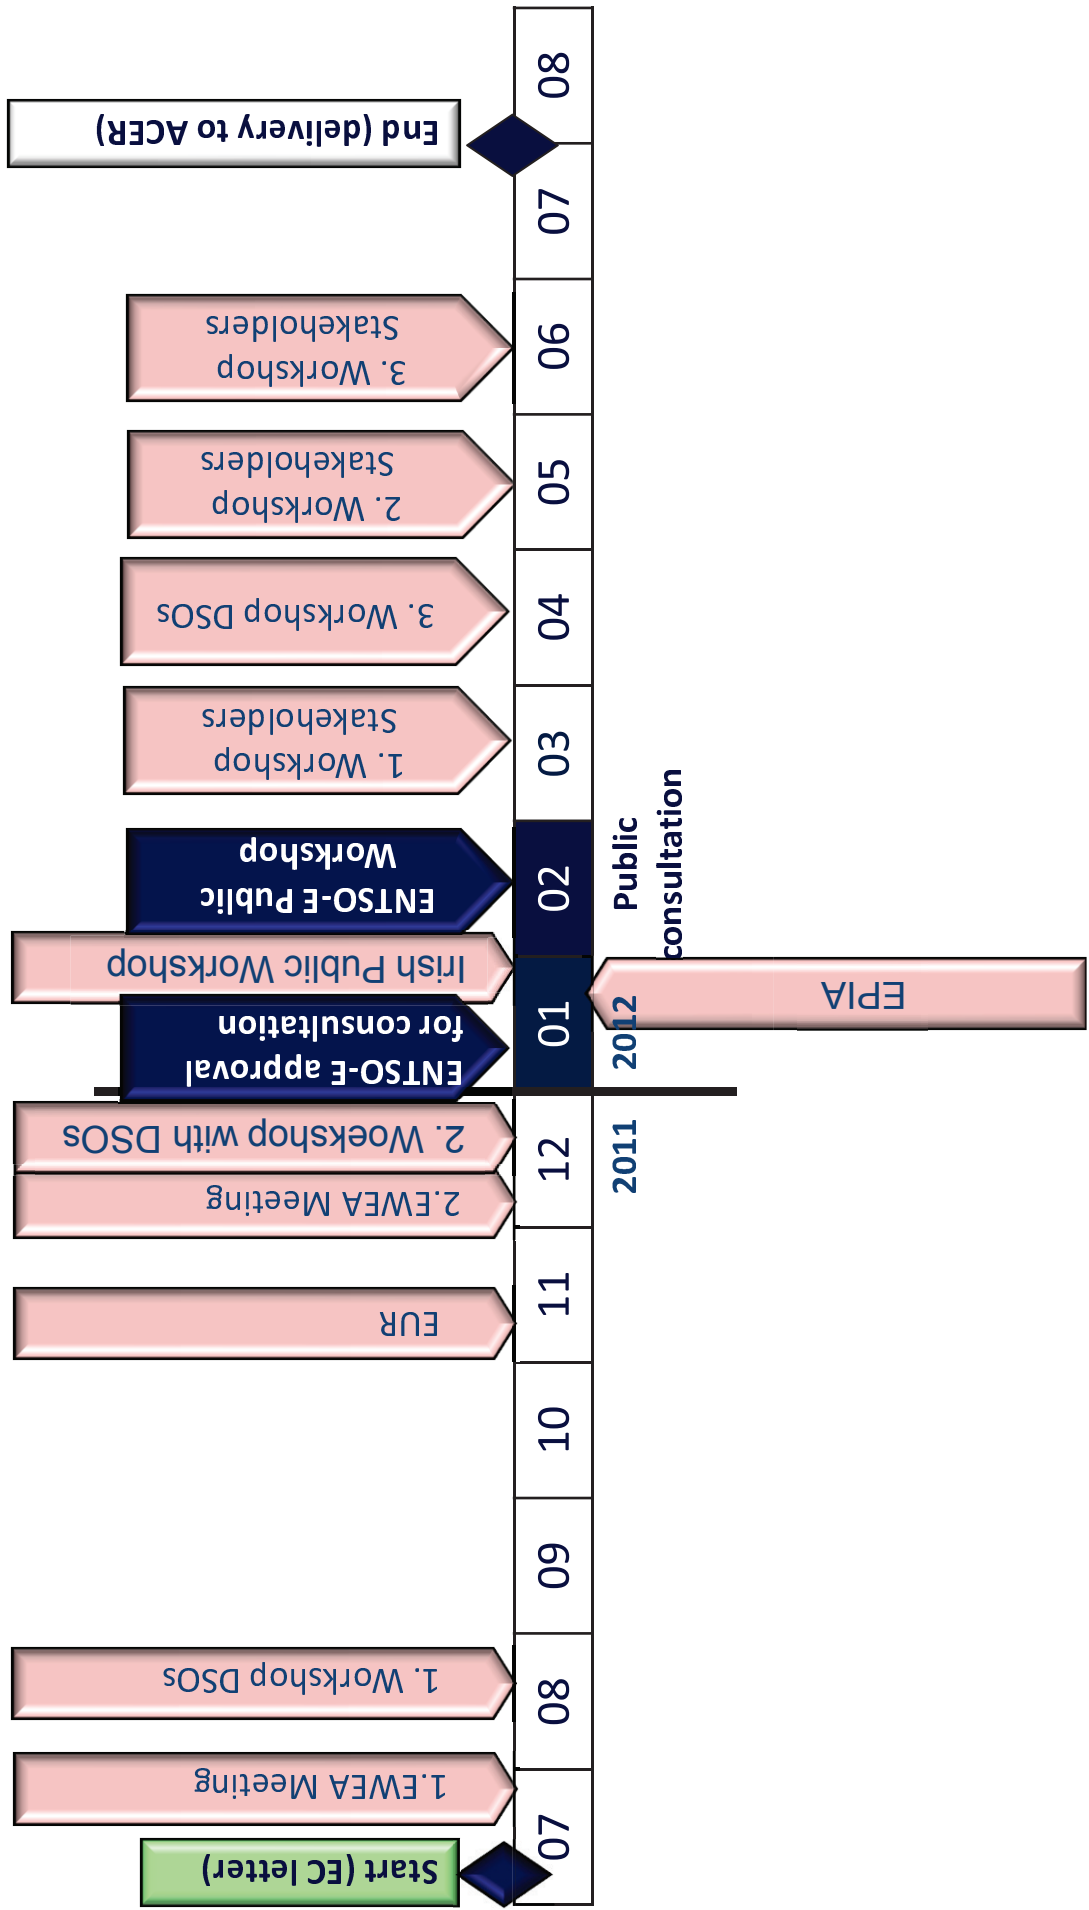 Start (EC letter)
1.EWEA Meeting
1. Workshop DSOs
EUR
2.EWEA Meeting
2. Woekshop with DSOs
ENTSO-E approval
for consultation
Irish Public Workshop
ENTSO-E Public
Workshop
1. Workshop
Stakeholders
3. Workshop DSOs
2. Workshop
Stakeholders
3. Workshop
Stakeholders
End (delivery to ACER)
07
08
09
10
11
12
01
02
03
04
05
06
07
08
2011
2012
Public
consultation
EPIA